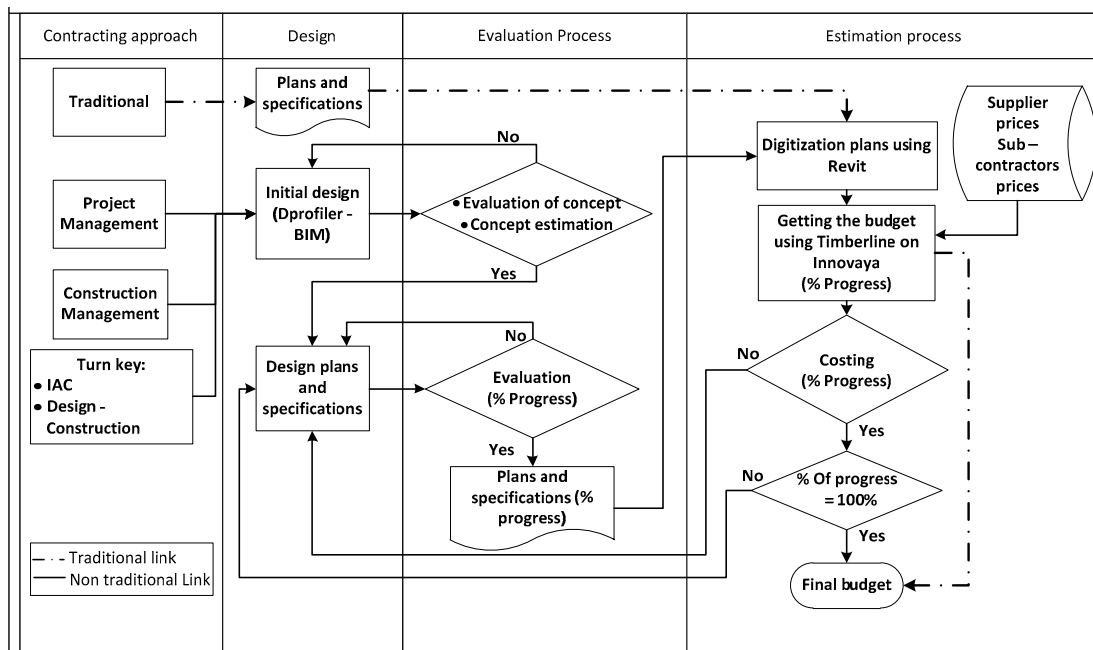 Contracting approach
Design
Evaluation Process
Estimation process
Traditional
Plans and
specifications
Supplier
prices
Sub –
contractors
prices
Digitization plans using
Revit
No
Project
Management
Initial design
(Dprofiler -
BIM)
• Evaluation of concept
• Concept estimation
Getting the budget
using Timberline on
Innovaya
(% Progress)
Yes
Construction
Management
No
Turn key:
• IAC
• Design -
Construction
Design plans
and
specifications
Evaluation
(% Progress)
No
Costing
(% Progress)
Yes
Yes
Plans and
specifications (%
progress)
No
% Of progress
= 100%
Yes
Traditional link
Non traditional Link
Final budget